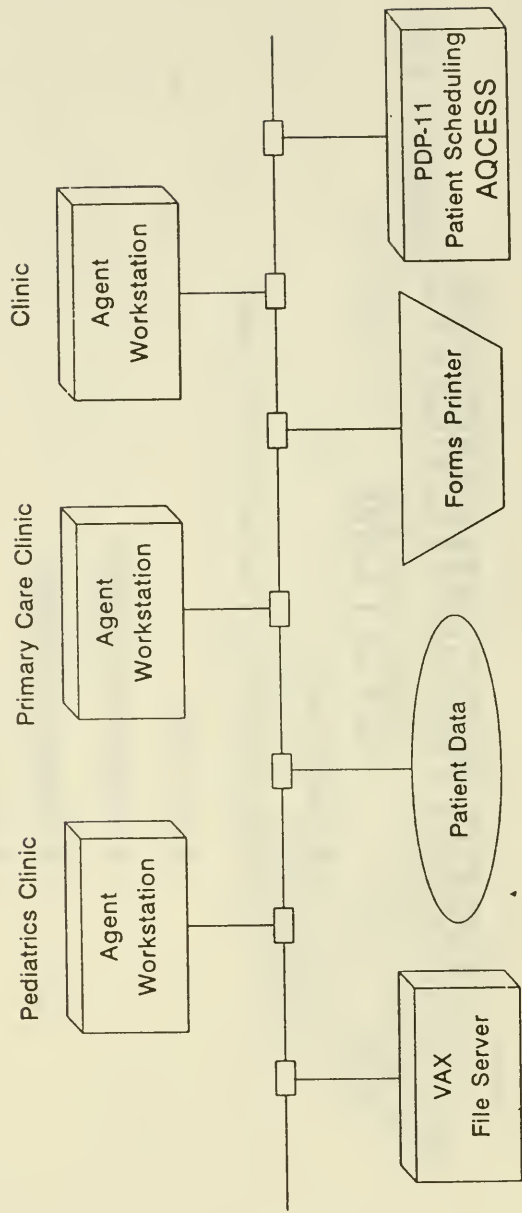 Pediatrics Clinic
Primary Care Clinic
Clinic
Agent
Workstation
Agent
Workstation
Agent
Workstation
VAX
File Server
Patient Data
Forms Printer
PDP-11
Patient Scheduling
AQCESS